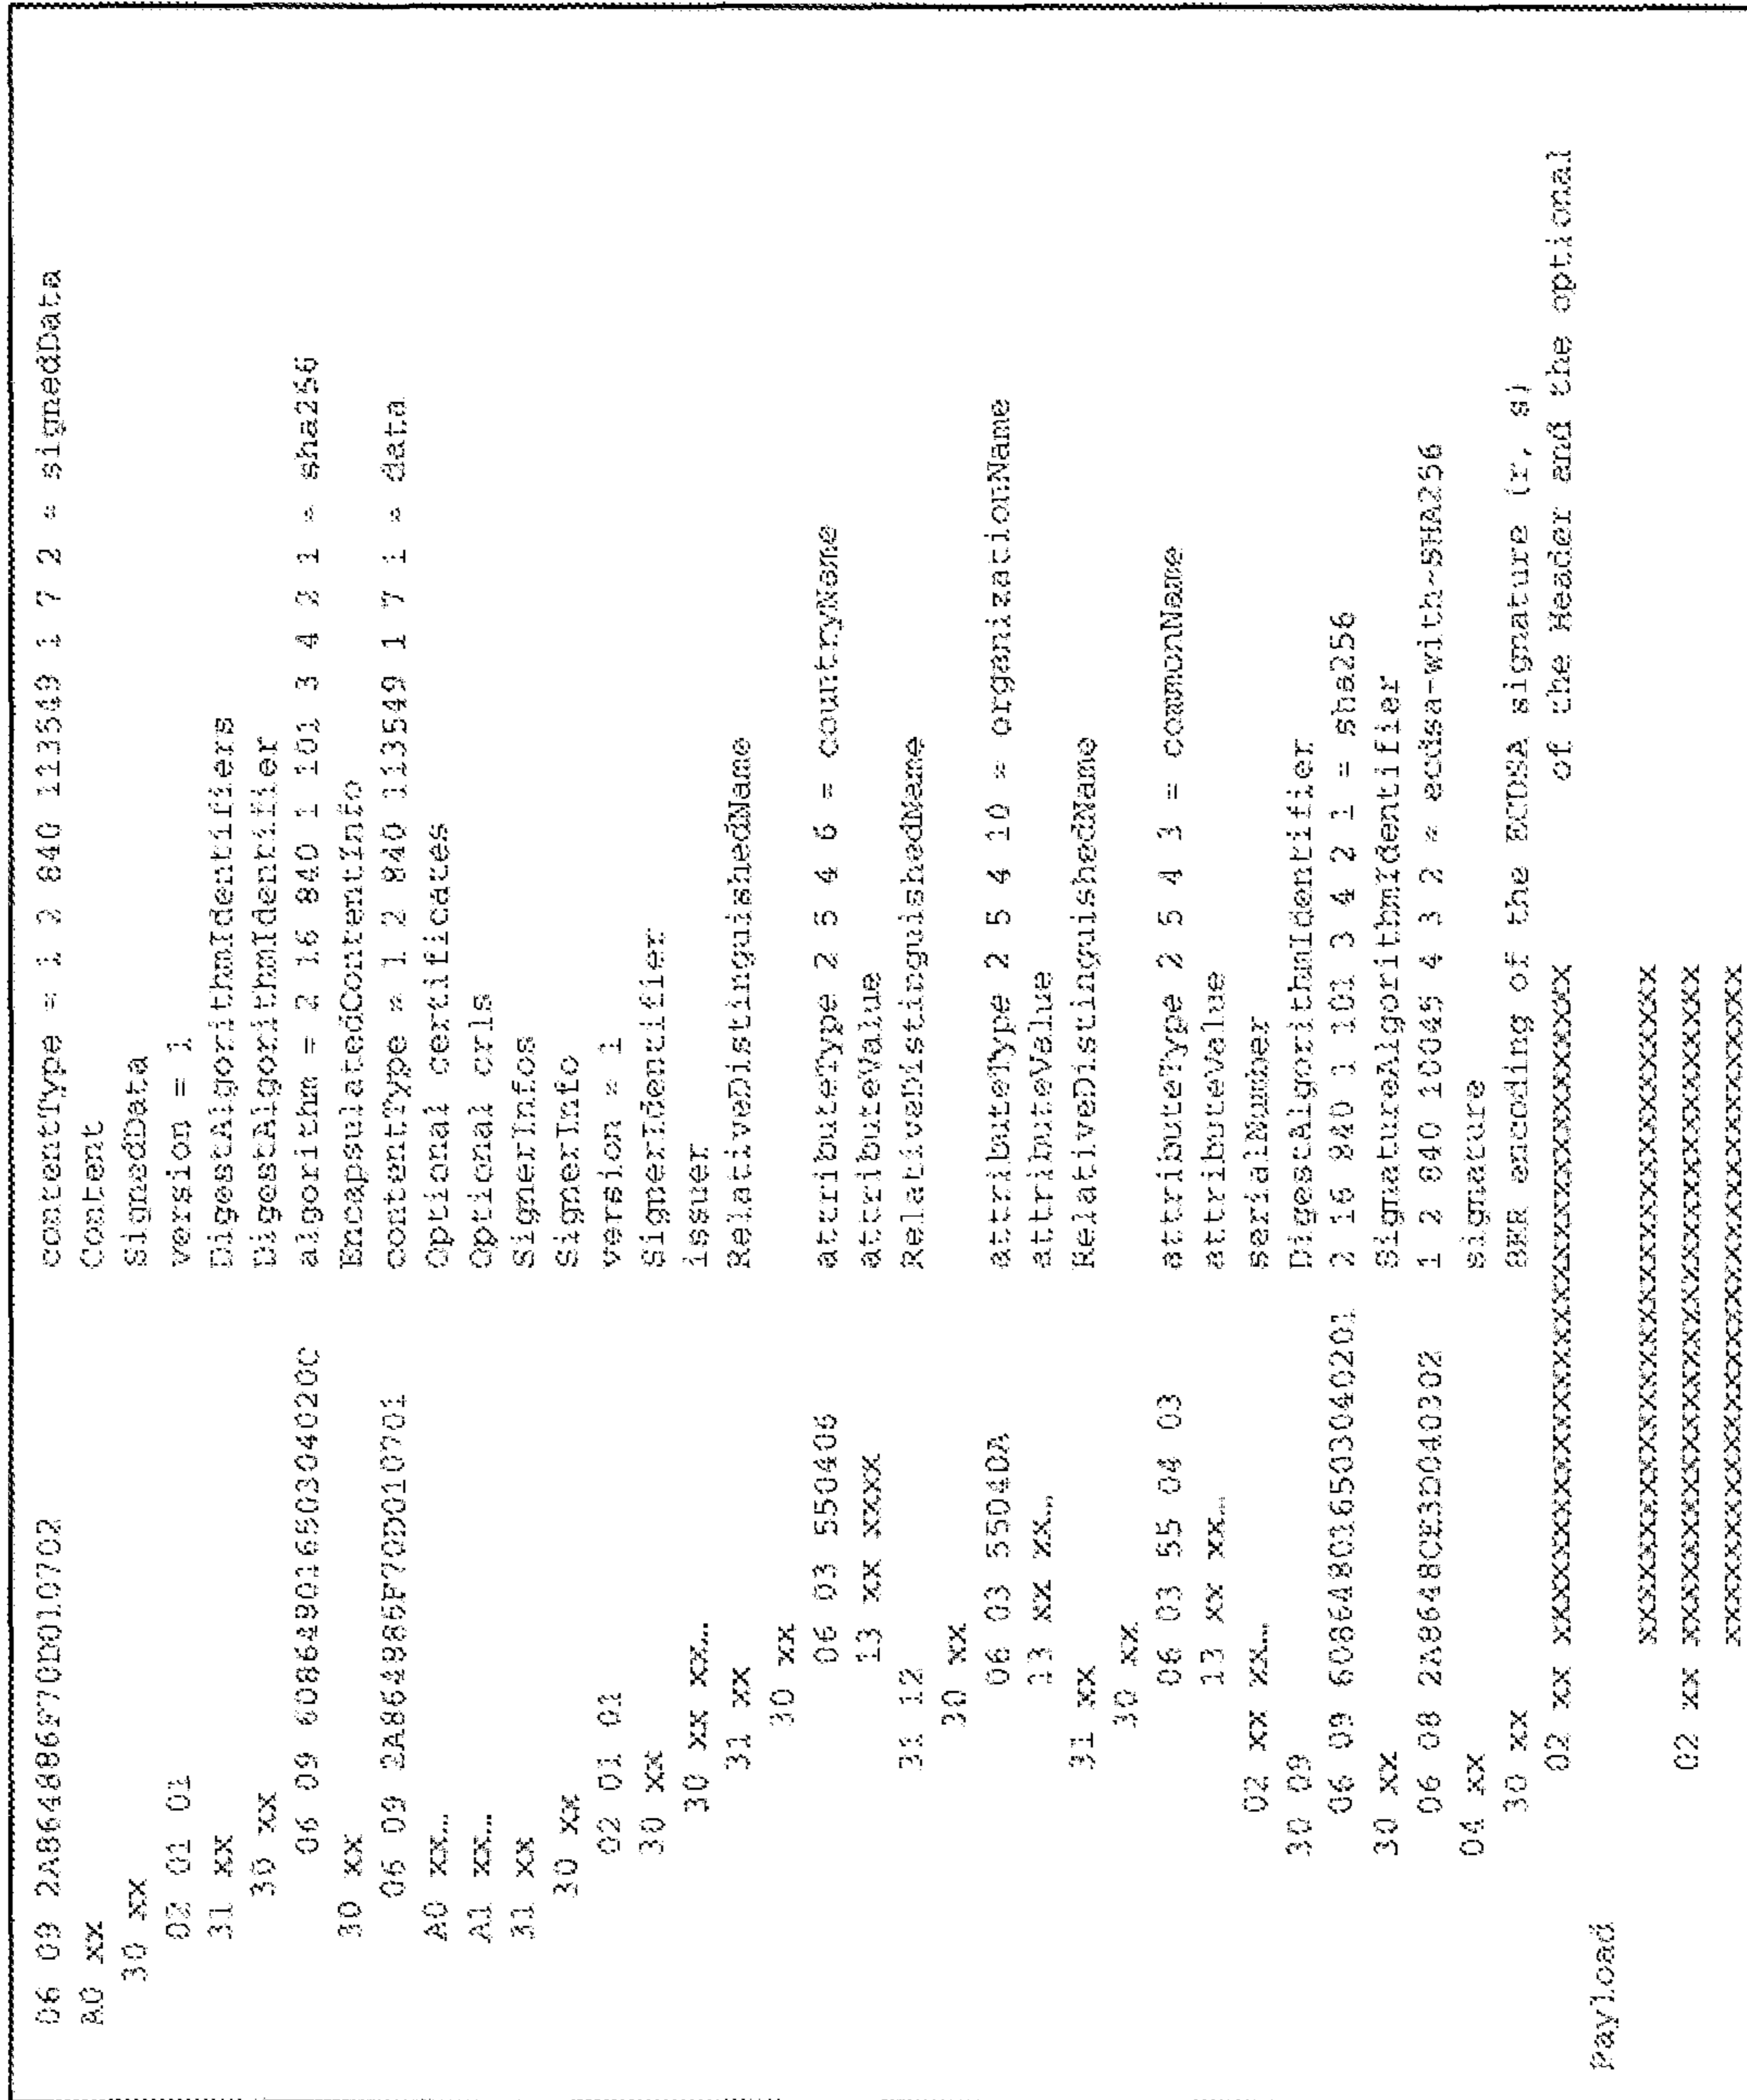 06 09 2A864886F70D010702 contentType = 1 2 840 113549 1 7 2 = signedData
A0 xx Content
30 xx SignedData
02 01 01 version = 1
31 xx DigestAlgorithmIdentifiers
30 xx DigestAlgorithmIdentifier
06 09 60864801650304020C algorithm = 2 16 840 1 101 3 4 2 1 = sha256
30 xx EncapsulatedContentInfo
06 09 2A864886F70D010701 contentType = 1 2 840 113549 1 7 1 = data
A0 xx… Optional certificates
A1 xx… Optional crls
31 xx SignerInfos
30 xx SignerInfo
02 01 01 version = 1
30 xx SignerIdentifier
30 xx xx… issuer
31 xx RelativeDistinguishedName
30 xx
06 03 550406 attributeType 2 5 4 6 = countryName
13 xx xxxx attributeValue
31 12 RelativeDistinguishedName
30 xx
06 03 55040A attributeType 2 5 4 10 = organizationName
13 xx xx… attributeValue
31 xx RelativeDistinguishedName
30 xx
06 03 55 04 03 attributeType 2 5 4 3 = commonName
13 xx xx… attributeValue
02 xx xx… serialNumber
30 09 DigestAlgorithmIdentifier
06 09 608648016503040201 2 16 840 1 101 3 4 2 1 = sha256
30 xx SignatureAlgorithmIdentifier
06 08 2A8648CE3D040302 1 2 840 10045 4 3 2 = ecdsa-with-SHA256
04 xx signature
30 xx BER encoding of the ECDSA signature (r, s)
02 xx of the Header and the optional
Payload
02 xx